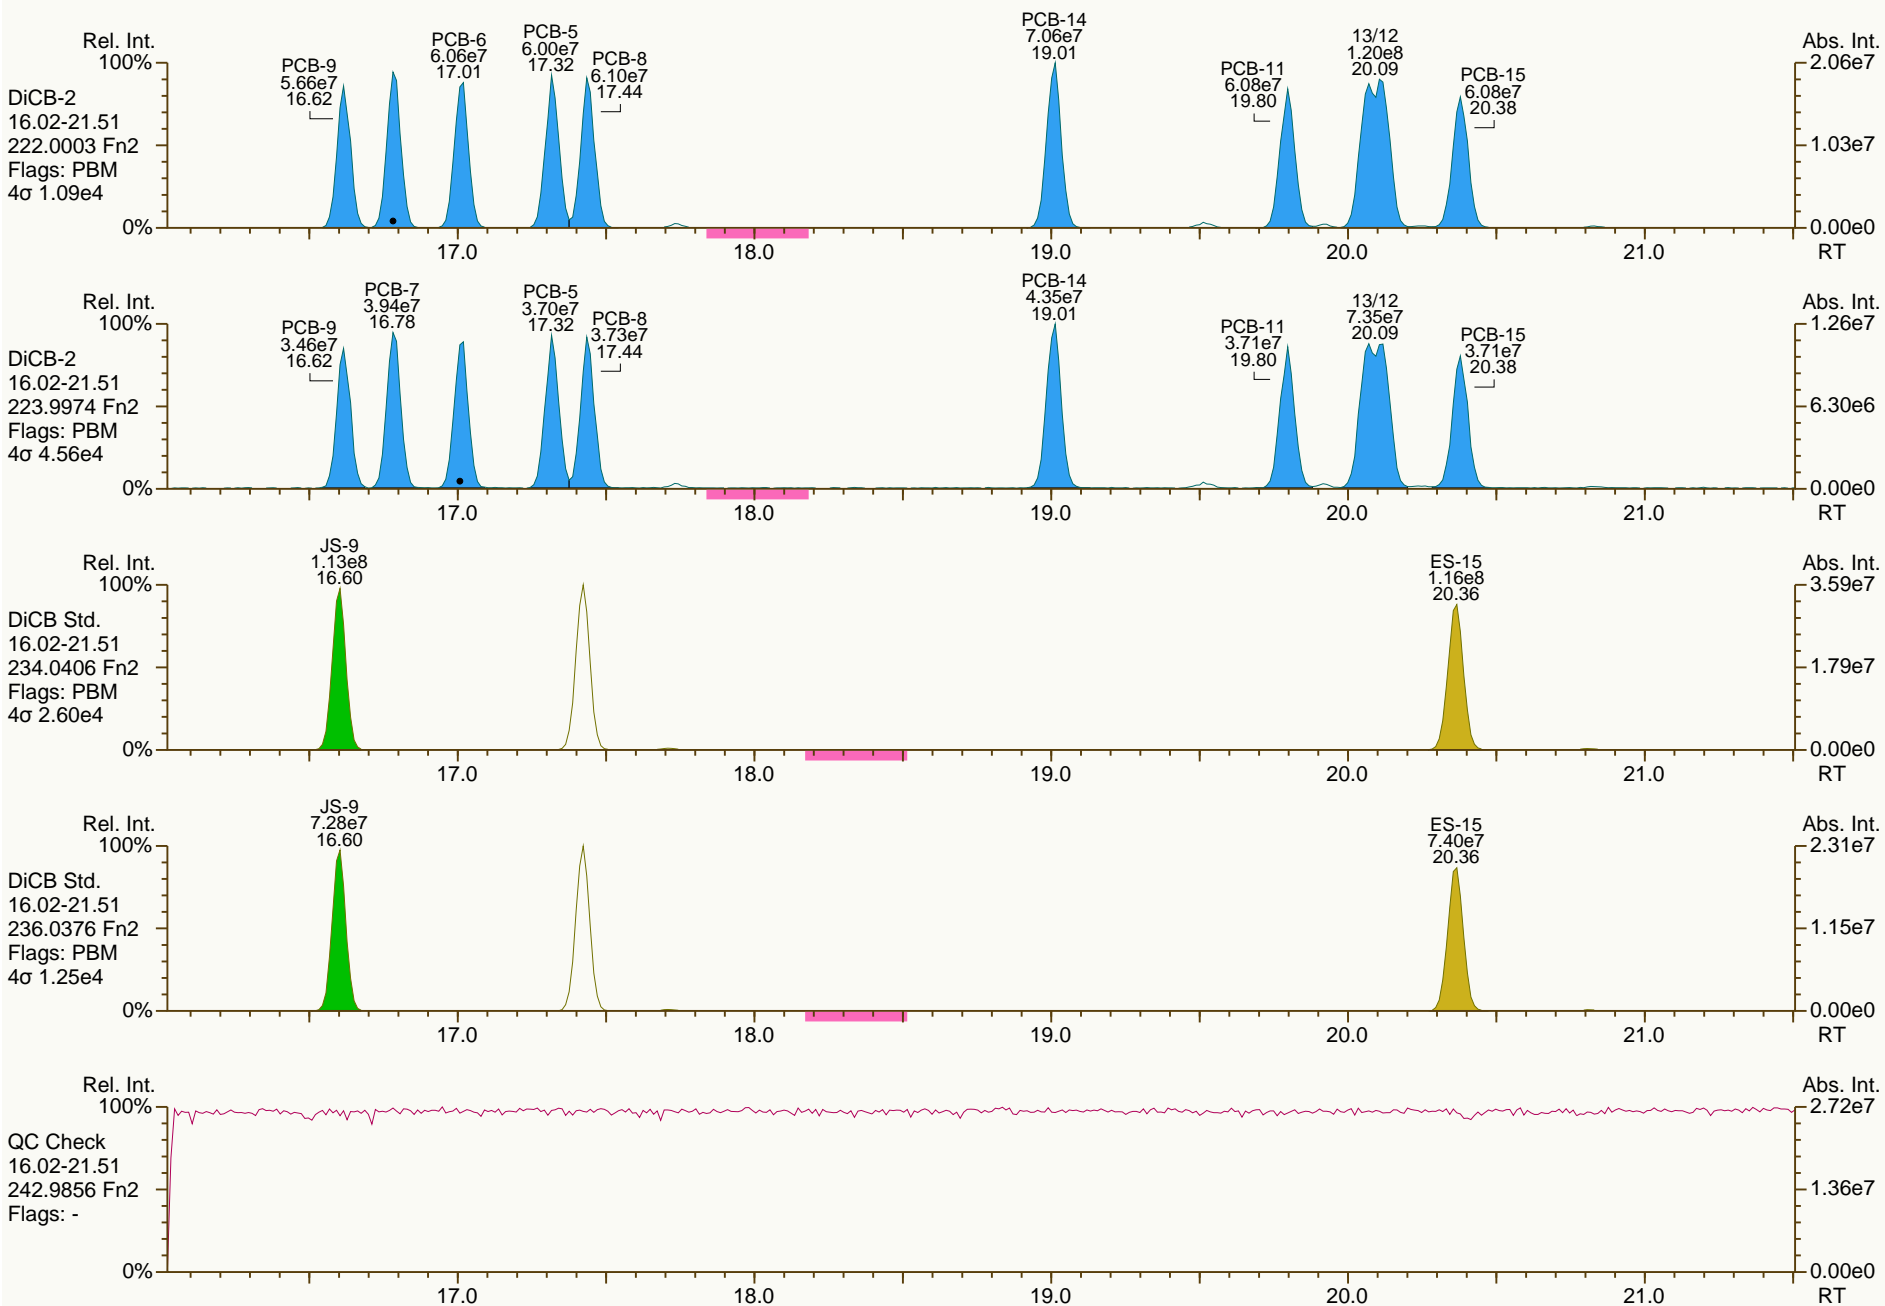 Rel. Int.
100%
0%
DiCB-2
16.02-21.51
222.0003 Fn2
Flags: PBM
4σ 1.09e4
PCB-9
5.66e7
16.62
PCB-6
6.06e7
17.01
PCB-5
6.00e7
17.32
PCB-8
6.10e7
17.44
PCB-14
7.06e7
19.01
PCB-11
6.08e7
19.80
13/12
1.20e8
20.09
PCB-15
6.08e7
20.38
Abs. Int.
2.06e7
1.03e7
0.00e0
17.0 18.0 19.0 20.0 21.0 RT
Rel. Int.
100%
0%
DiCB-2
16.02-21.51
223.9974 Fn2
Flags: PBM
4σ 4.56e4
PCB-9
3.46e7
16.62
PCB-7
3.94e7
16.78
PCB-5
3.70e7
17.32
PCB-8
3.73e7
17.44
PCB-14
4.35e7
19.01
PCB-11
3.71e7
19.80
13/12
7.35e7
20.09
PCB-15
3.71e7
20.38
Abs. Int.
1.26e7
6.30e6
0.00e0
17.0 18.0 19.0 20.0 21.0 RT
Rel. Int.
100%
0%
DiCB Std.
16.02-21.51
234.0406 Fn2
Flags: PBM
4σ 2.60e4
JS-9
1.13e8
16.60
ES-15
1.16e8
20.36
Abs. Int.
3.59e7
1.79e7
0.00e0
17.0 18.0 19.0 20.0 21.0 RT
Rel. Int.
100%
0%
DiCB Std.
16.02-21.51
236.0376 Fn2
Flags: PBM
4σ 1.25e4
JS-9
7.28e7
16.60
ES-15
7.40e7
20.36
Abs. Int.
2.31e7
1.15e7
0.00e0
17.0 18.0 19.0 20.0 21.0 RT
Rel. Int.
100%
0%
QC Check
16.02-21.51
242.9856 Fn2
Flags: -
Abs. Int.
2.72e7
1.36e7
0.00e0
17.0 18.0 19.0 20.0 21.0 RT